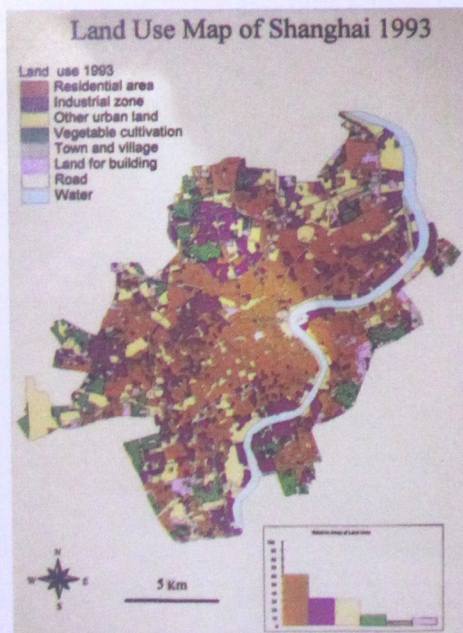 Land Use Map of Shanghai 1993
Land use 1993
Residential area
Industrial zone
Other urban land
Vegetable cultivation
Town and village
Land for building
Road
Water
N
W E
S
5 Km